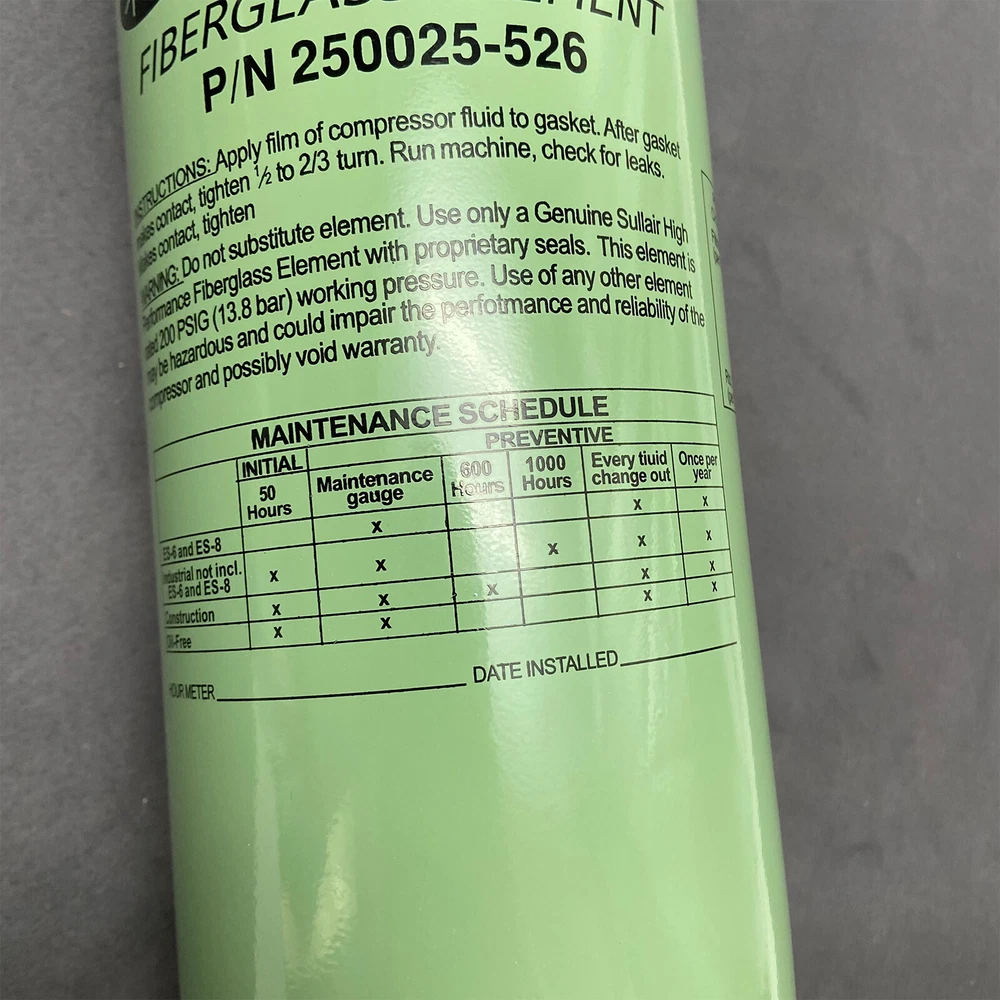 FIBERGLASS ELEMENT
P/N 250025-526
INSTRUCTIONS: Apply film of compressor fluid to gasket. After gasket
makes contact, tighten ½ to 2/3 turn. Run machine, check for leaks.
makes contact, tighten
WARNING: Do not substitute element. Use only a Genuine Sullair High
Performance Fiberglass Element with proprietary seals. This element is
rated 200 PSIG (13.8 bar) working pressure. Use of any other element
may be hazardous and could impair the perfotmance and reliability of the
compressor and possibly void warranty.
MAINTENANCE SCHEDULE
INITIAL PREVENTIVE
50 Hours Maintenance gauge 600 Hours 1000 Hours Every tiuid change out Once per year
ES-6 and ES-8 x x x
Industrial not incl. ES-6 and ES-8 x x x x x
Construction x x x x x
Oil-Free x x x x
HOUR METER DATE INSTALLED